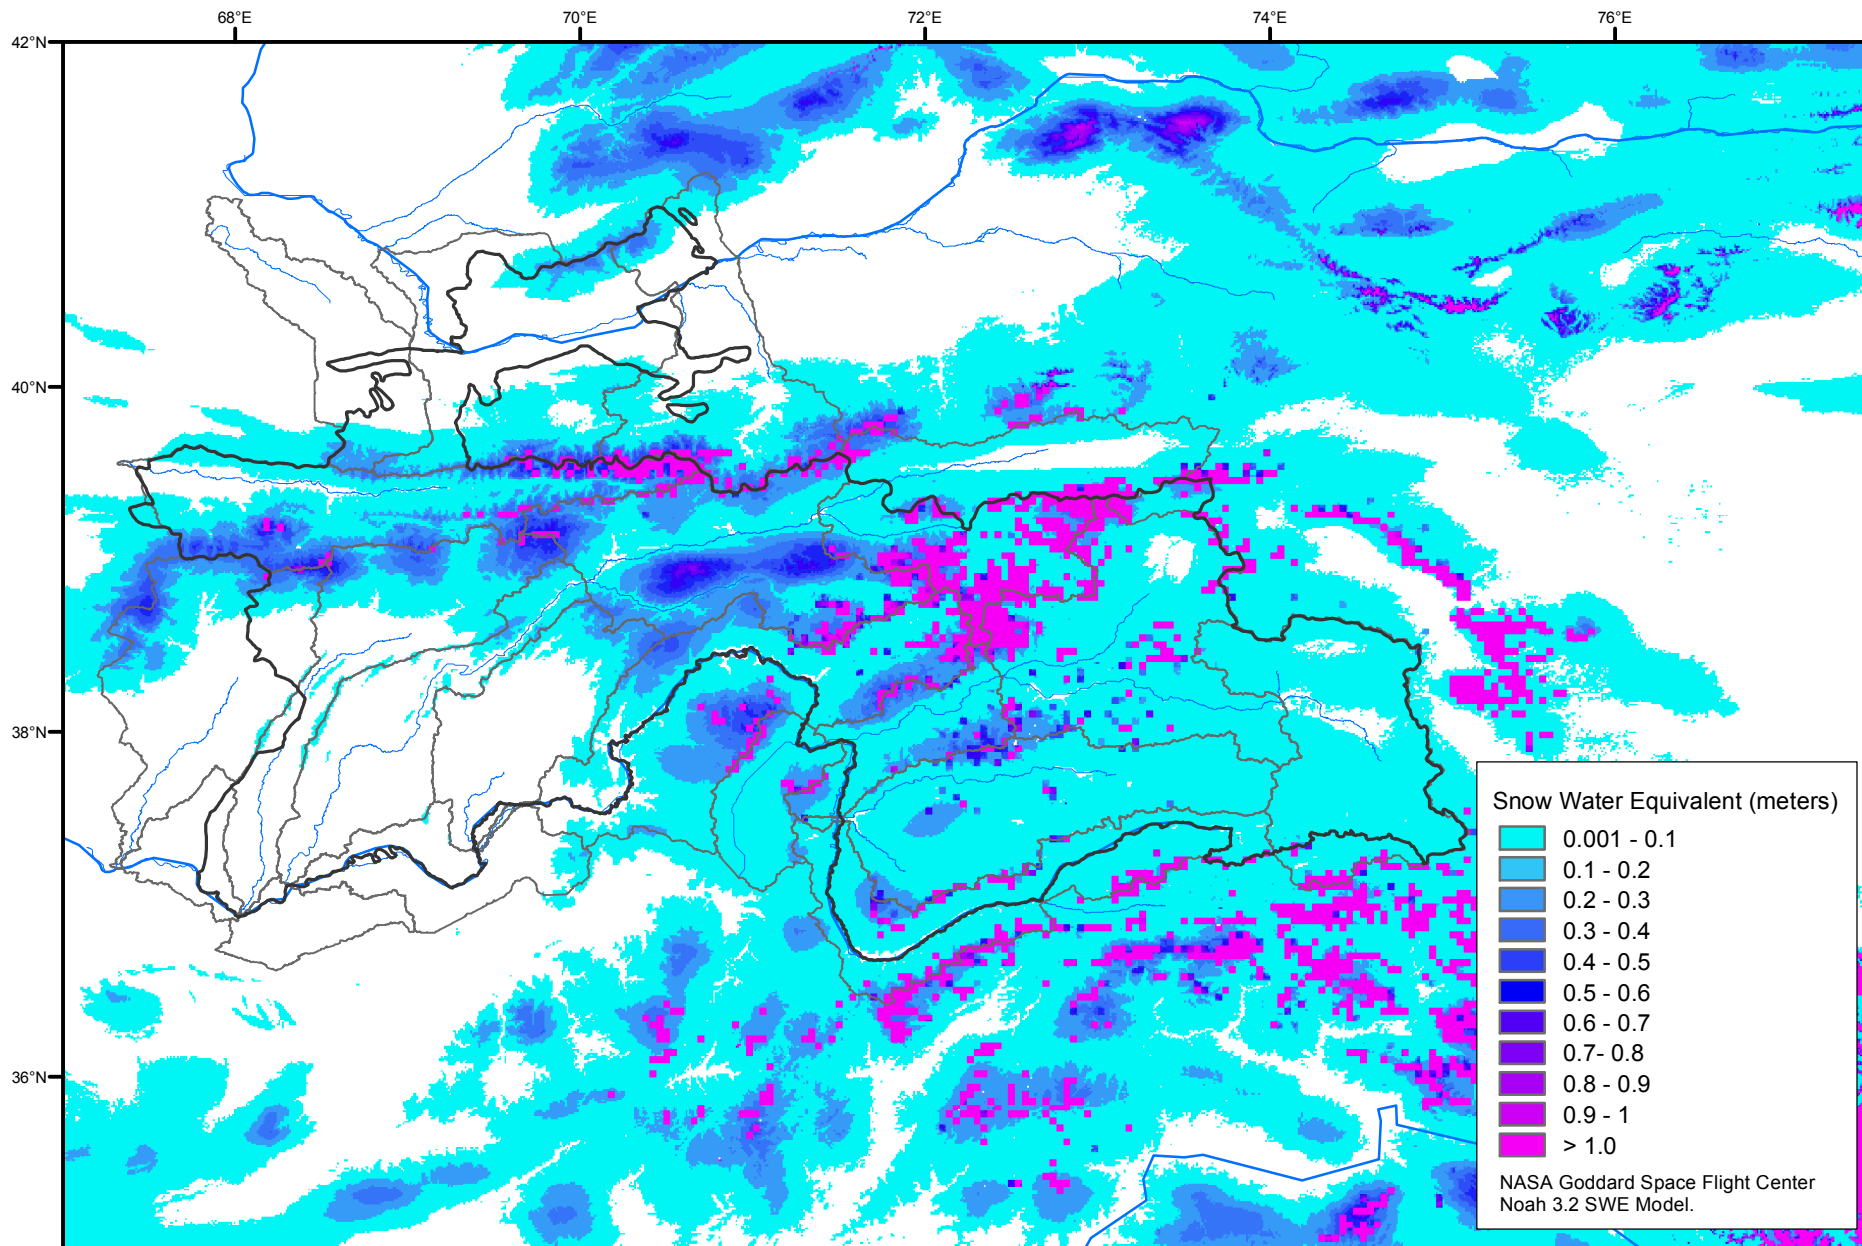 68°E 70°E 72°E 74°E 76°E
42°N
40°N
38°N
36°N
Snow Water Equivalent (meters)
0.001 - 0.1
0.1 - 0.2
0.2 - 0.3
0.3 - 0.4
0.4 - 0.5
0.5 - 0.6
0.6 - 0.7
0.7- 0.8
0.8 - 0.9
0.9 - 1
> 1.0
NASA Goddard Space Flight Center
Noah 3.2 SWE Model.